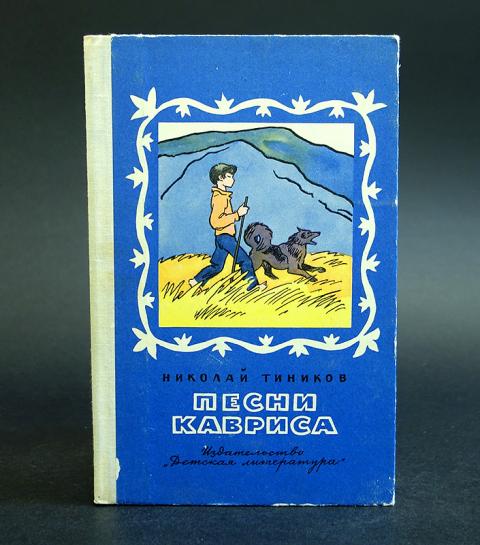 НИКОЛАЙ ТИНИКОВ
ПЕСНИ
КАВРИСА
Издательство
„Детская литература“